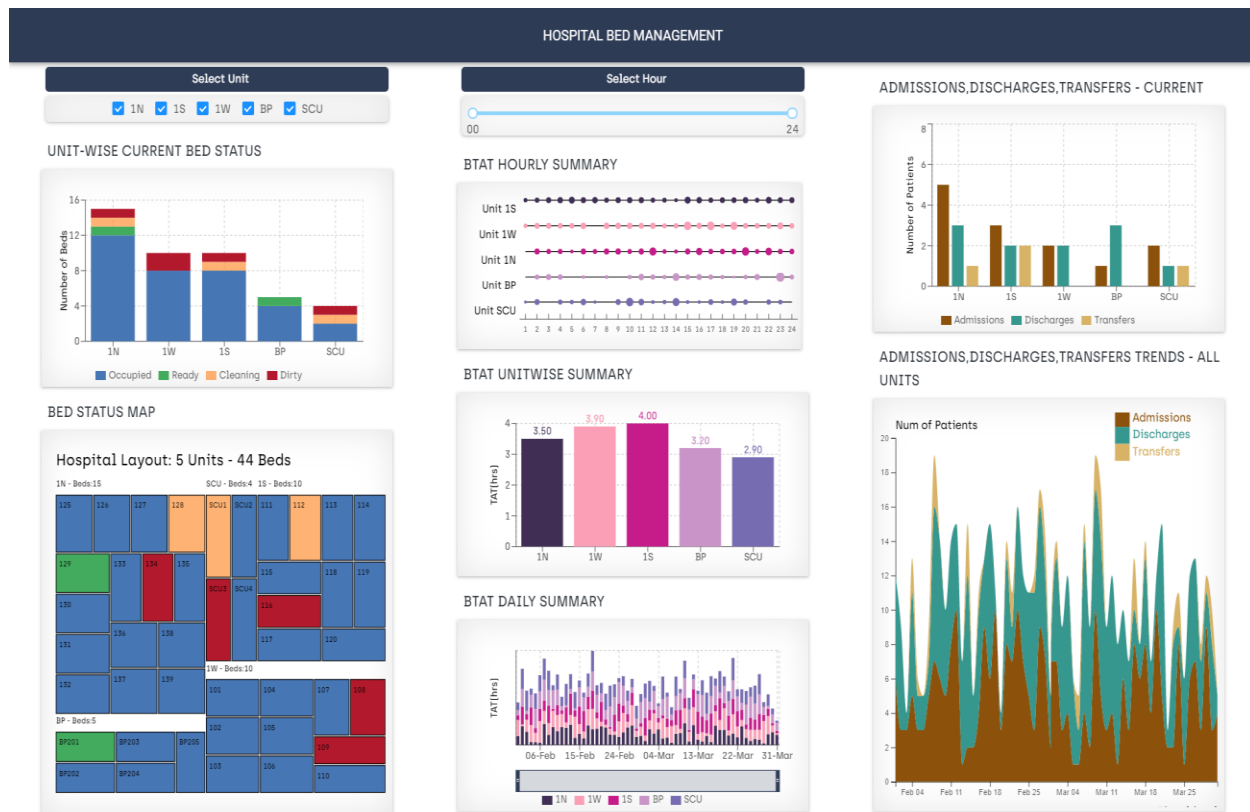 HOSPITAL BED MANAGEMENT
Select Unit
1N 1S 1W BP SCU
UNIT-WISE CURRENT BED STATUS
Number of Beds
16
12
8
4
0
1N 1W 1S BP SCU
Occupied Ready Cleaning Dirty
BED STATUS MAP
Hospital Layout: 5 Units - 44 Beds
1N - Beds:15 SCU - Beds:4 1S - Beds:10
125 126 127 128 SCU1 SCU2 111 112 113 114
129 133 134 135 115 118 119
130 SCU3 SCU4 116
131 136 138 117 120
132 137 139
1W - Beds:10
101 104 107 108
102 105
103 106 109
110
BP - Beds:5
BP201 BP203 BP205
BP202 BP204
Select Hour
00 24
BTAT HOURLY SUMMARY
Unit 1S
Unit 1W
Unit 1N
Unit BP
Unit SCU
1 2 3 4 5 6 7 8 9 10 11 12 13 14 15 16 17 18 19 20 21 22 23 24
BTAT UNITWISE SUMMARY
TAT(hrs)
4
3
2
1
0
3.50 3.90 4.00 3.20 2.90
1N 1W 1S BP SCU
BTAT DAILY SUMMARY
TAT(hrs)
06-Feb 15-Feb 24-Feb 04-Mar 13-Mar 22-Mar 31-Mar
1N 1W 1S BP SCU
ADMISSIONS,DISCHARGES,TRANSFERS - CURRENT
Number of Patients
8
6
4
2
0
1N 1S 1W BP SCU
Admissions Discharges Transfers
ADMISSIONS,DISCHARGES,TRANSFERS TRENDS - ALL
UNITS
Num of Patients
Admissions
Discharges
Transfers
20
18
16
14
12
10
8
6
4
2
0
Feb 04 Feb 11 Feb 18 Feb 25 Mar 04 Mar 11 Mar 18 Mar 25